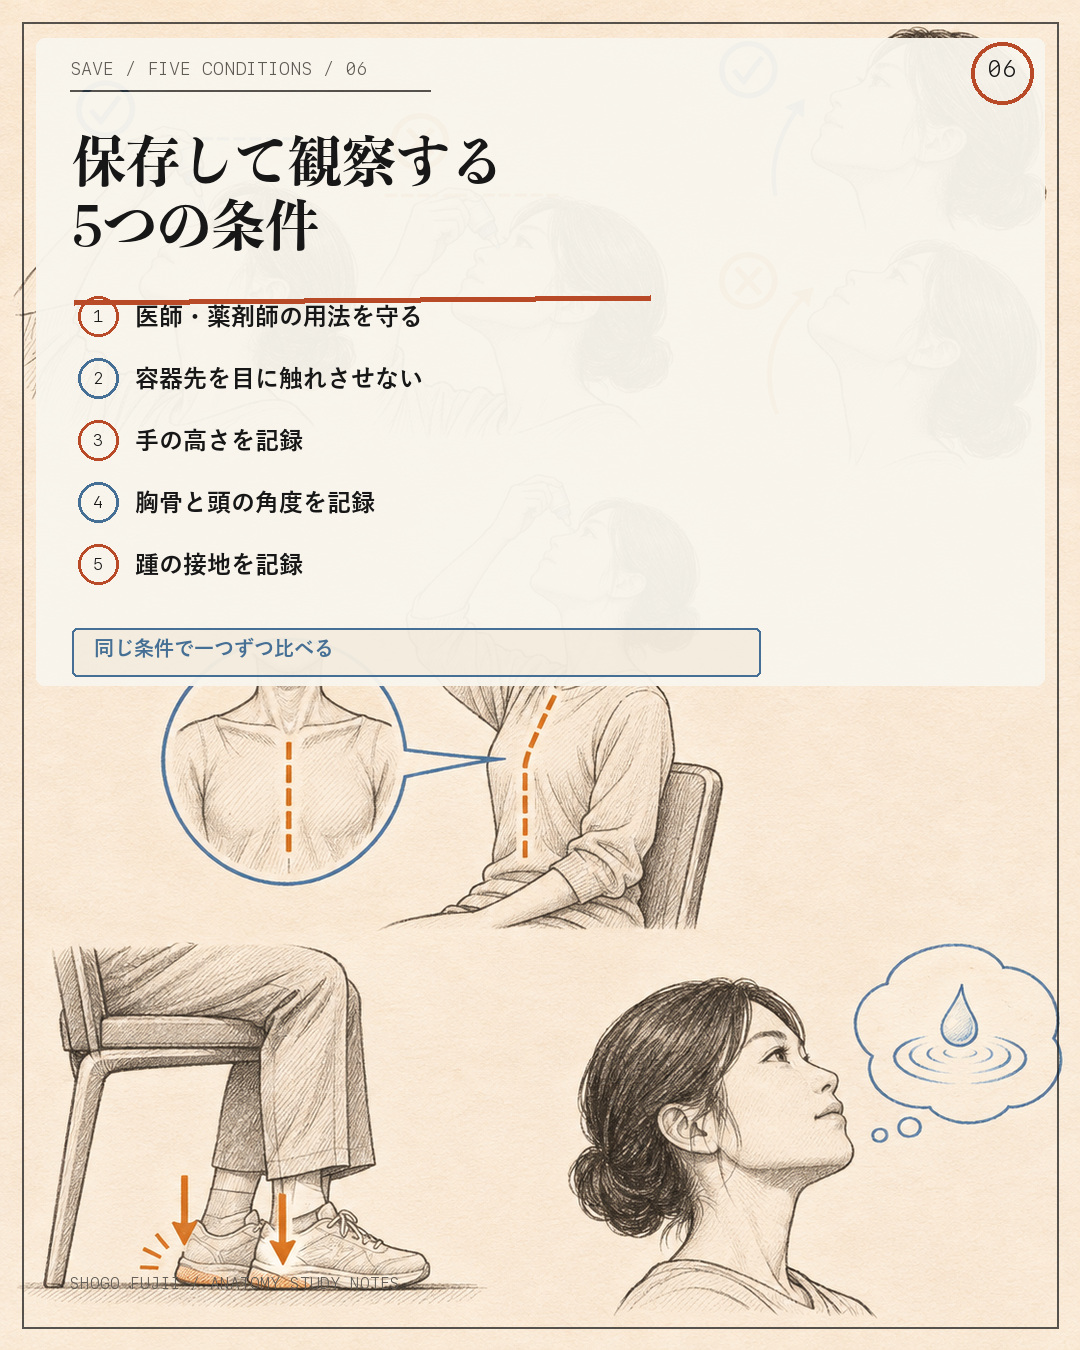 SAVE / FIVE CONDITIONS / 06
06
保存して観察する
5つの条件
1 医師・薬剤師の用法を守る
2 容器先を目に触れさせない
3 手の高さを記録
4 胸骨と頭の角度を記録
5 踵の接地を記録
同じ条件で一つずつ比べる
SHOGO FUJII / ANATOMY STUDY NOTES